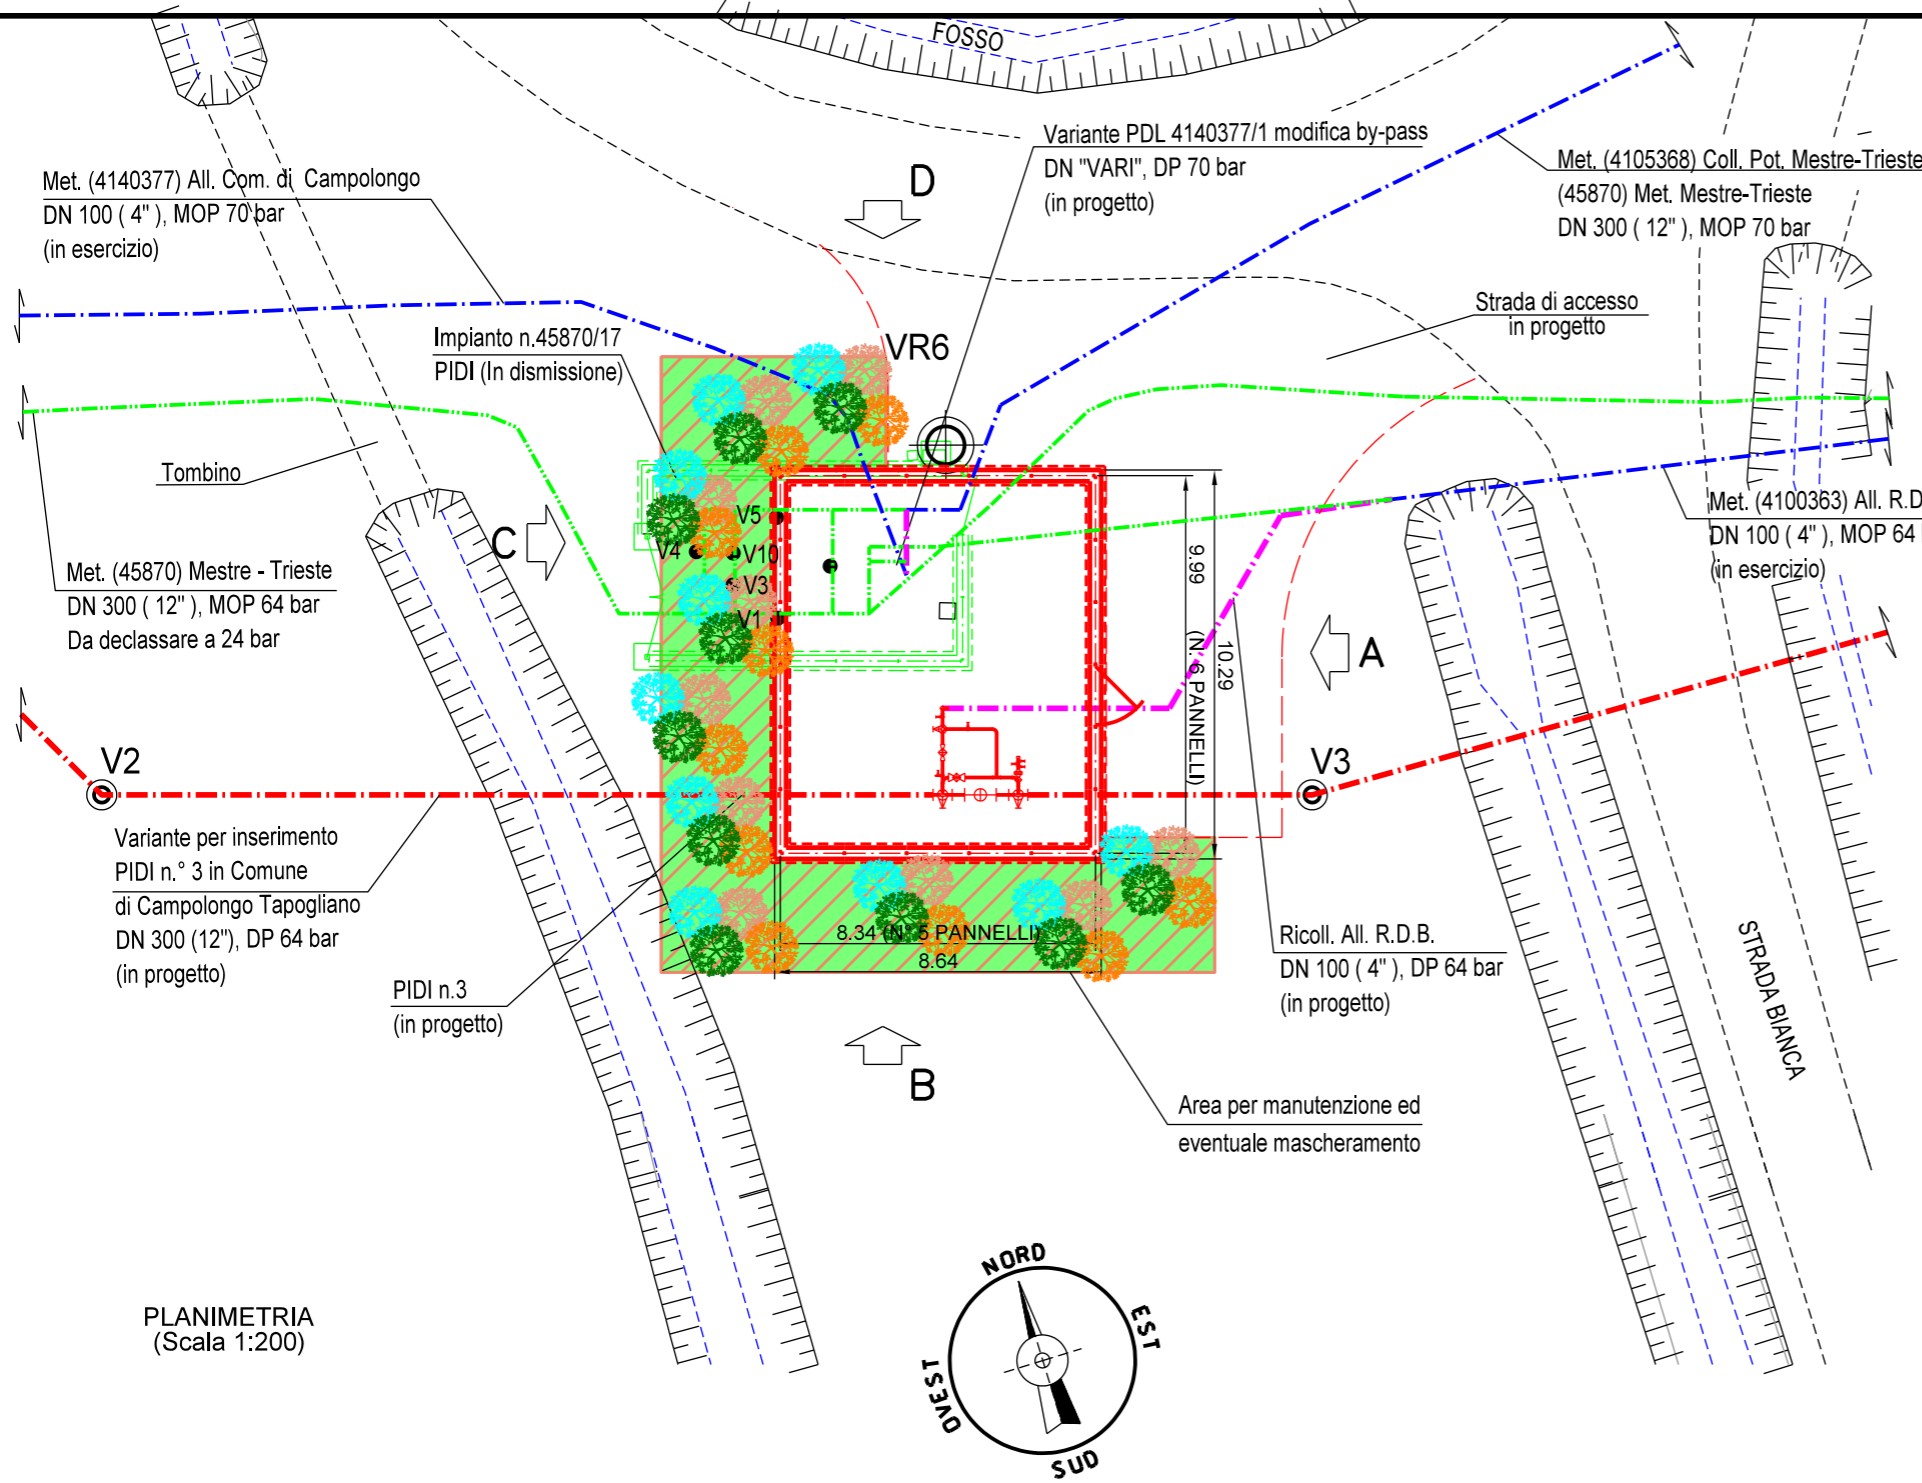 FOSSO
Variante PDL 4140377/1 modifica by-pass
DN "VARI", DP 70 bar
(in progetto)
Met. (4105368) Coll. Pot. Mestre-Trieste
(45870) Met. Mestre-Trieste
DN 300 ( 12" ), MOP 70 bar
Met. (4140377) All. Com. di Campolongo
DN 100 ( 4" ), MOP 70 bar
(in esercizio)
D
Strada di accesso
in progetto
Impianto n.45870/17
PIDI (In dismissione)
VR6
Tombino
Met. (4100363) All. R.D
DN 100 ( 4" ), MOP 64
(in esercizio)
C
V5
V4
V10
V3
V1
Met. (45870) Mestre - Trieste
DN 300 ( 12" ), MOP 64 bar
Da declassare a 24 bar
9.99
(N. 6 PANNELLI)
10.29
A
V2
V3
Variante per inserimento
PIDI n.° 3 in Comune
di Campolongo Tapogliano
DN 300 (12"), DP 64 bar
(in progetto)
8.34 (N° 5 PANNELLI)
8.64
Ricoll. All. R.D.B.
DN 100 ( 4" ), DP 64 bar
(in progetto)
STRADA BIANCA
PIDI n.3
(in progetto)
B
Area per manutenzione ed
eventuale mascheramento
NORD
EST
OVEST
SUD
PLANIMETRIA
(Scala 1:200)